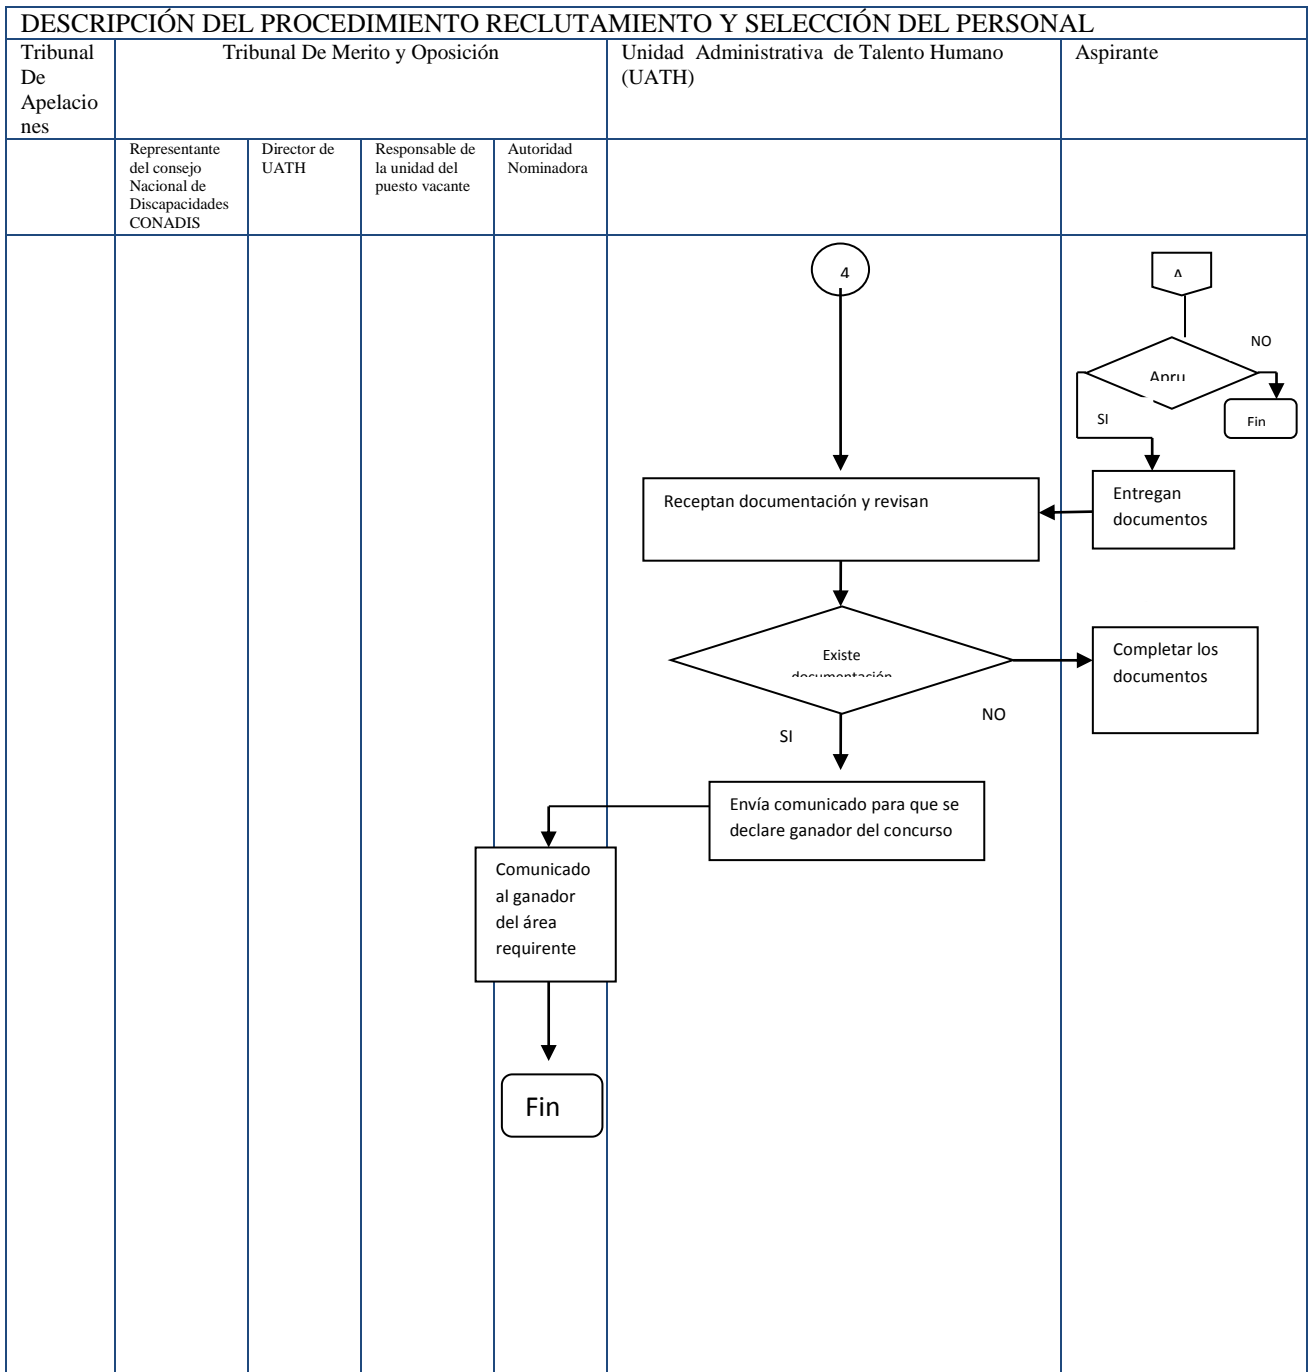 DESCRIPCIÓN DEL PROCEDIMIENTO RECLUTAMIENTO Y SELECCIÓN DEL PERSONAL
Tribunal
De
Apelacio
nes
Tribunal De Merito y Oposición
Unidad Administrativa de Talento Humano
(UATH)
Aspirante
Representante
del consejo
Nacional de
Discapacidades
CONADIS
Director de
UATH
Responsable de
la unidad del
puesto vacante
Autoridad
Nominadora
4
A
NO
Apru
SI
Fin
Receptan documentación y revisan
Entregan
documentos
Existe
documentación
NO
SI
Completar los
documentos
Envía comunicado para que se
declare ganador del concurso
Comunicado
al ganador
del área
requirente
Fin